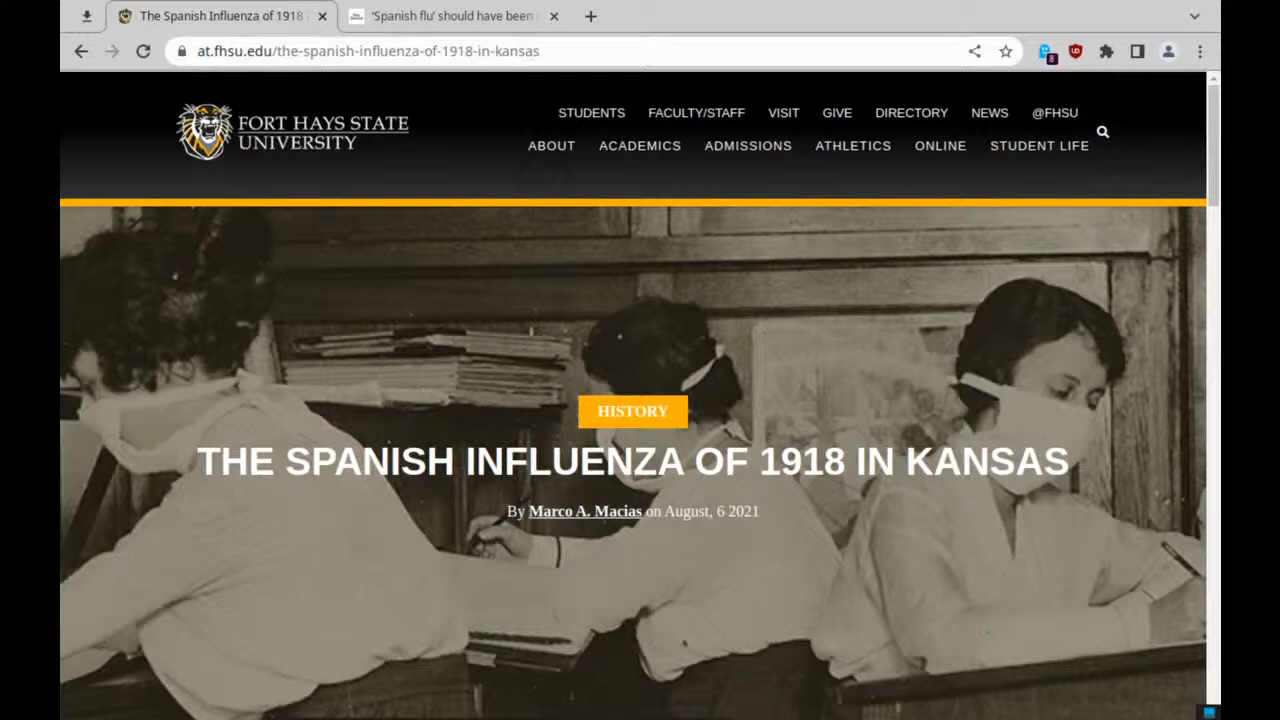 The Spanish Influenza of 1918
'Spanish flu' should have been
at.fhsu.edu/the-spanish-influenza-of-1918-in-kansas
8
FORT HAYS STATE
UNIVERSITY
STUDENTS FACULTY/STAFF VISIT GIVE DIRECTORY NEWS @FHSU
ABOUT ACADEMICS ADMISSIONS ATHLETICS ONLINE STUDENT LIFE
HISTORY
THE SPANISH INFLUENZA OF 1918 IN KANSAS
By Marco A. Macias on August, 6 2021